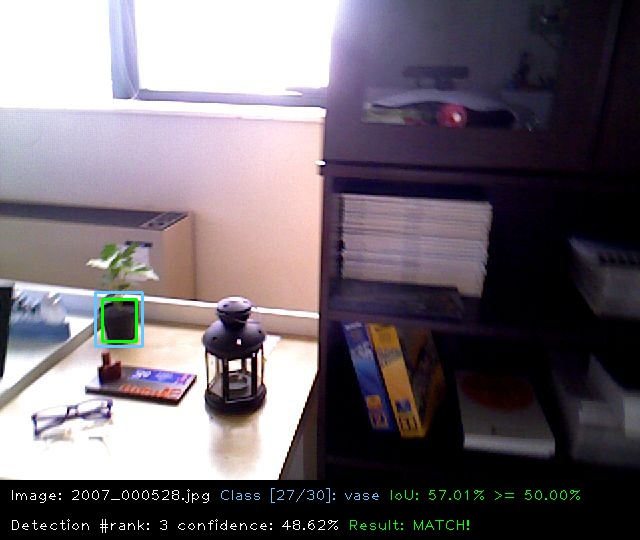 Image: 2007_000528.jpg Class [27/30]: vase IoU: 57.01% >= 50.00%
Detection #rank: 3 confidence: 48.62% Result: MATCH!